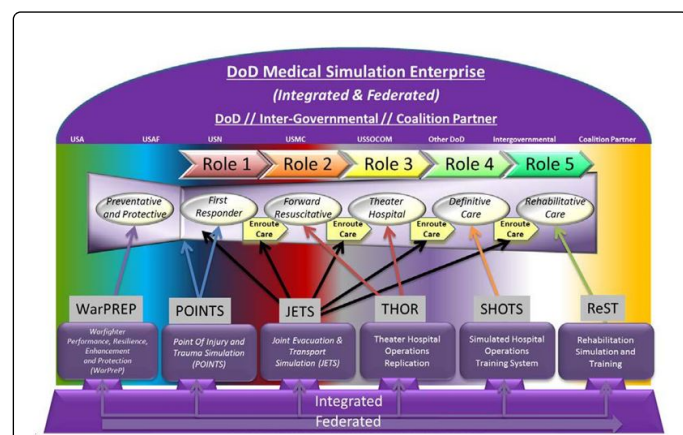 DoD Medical Simulation Enterprise
(Integrated & Federated)
DoD // Inter-Governmental // Coalition Partner
USA USAF USN USMC USSOCOM Other DoD Intergovernmental Coalition Partner
Role 1 Role 2 Role 3 Role 4 Role 5
Preventative
and Protective
First
Responder
Forward
Resuscitative
Theater
Hospital
Definitive
Care
Rehabilitative
Care
Enroute
Care
Enroute
Care
Enroute
Care
Enroute
Care
WarPREP POINTS JETS THOR SHOTS ReST
Warfighter
Performance, Resilience,
Enhancement
and Protection
(WarPreP)
Point Of Injury and
Trauma Simulation
(POINTS)
Joint Evacuation &
Transport
Simulation (JETS)
Theater Hospital
Operations
Replication
Simulated Hospital
Operations
Training System
Rehabilitation
Simulation and
Training
Integrated
Federated